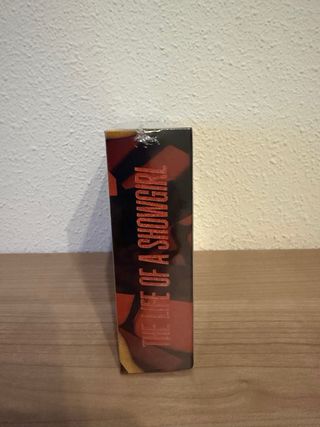 THE LIFE OF A SHOWGIRL